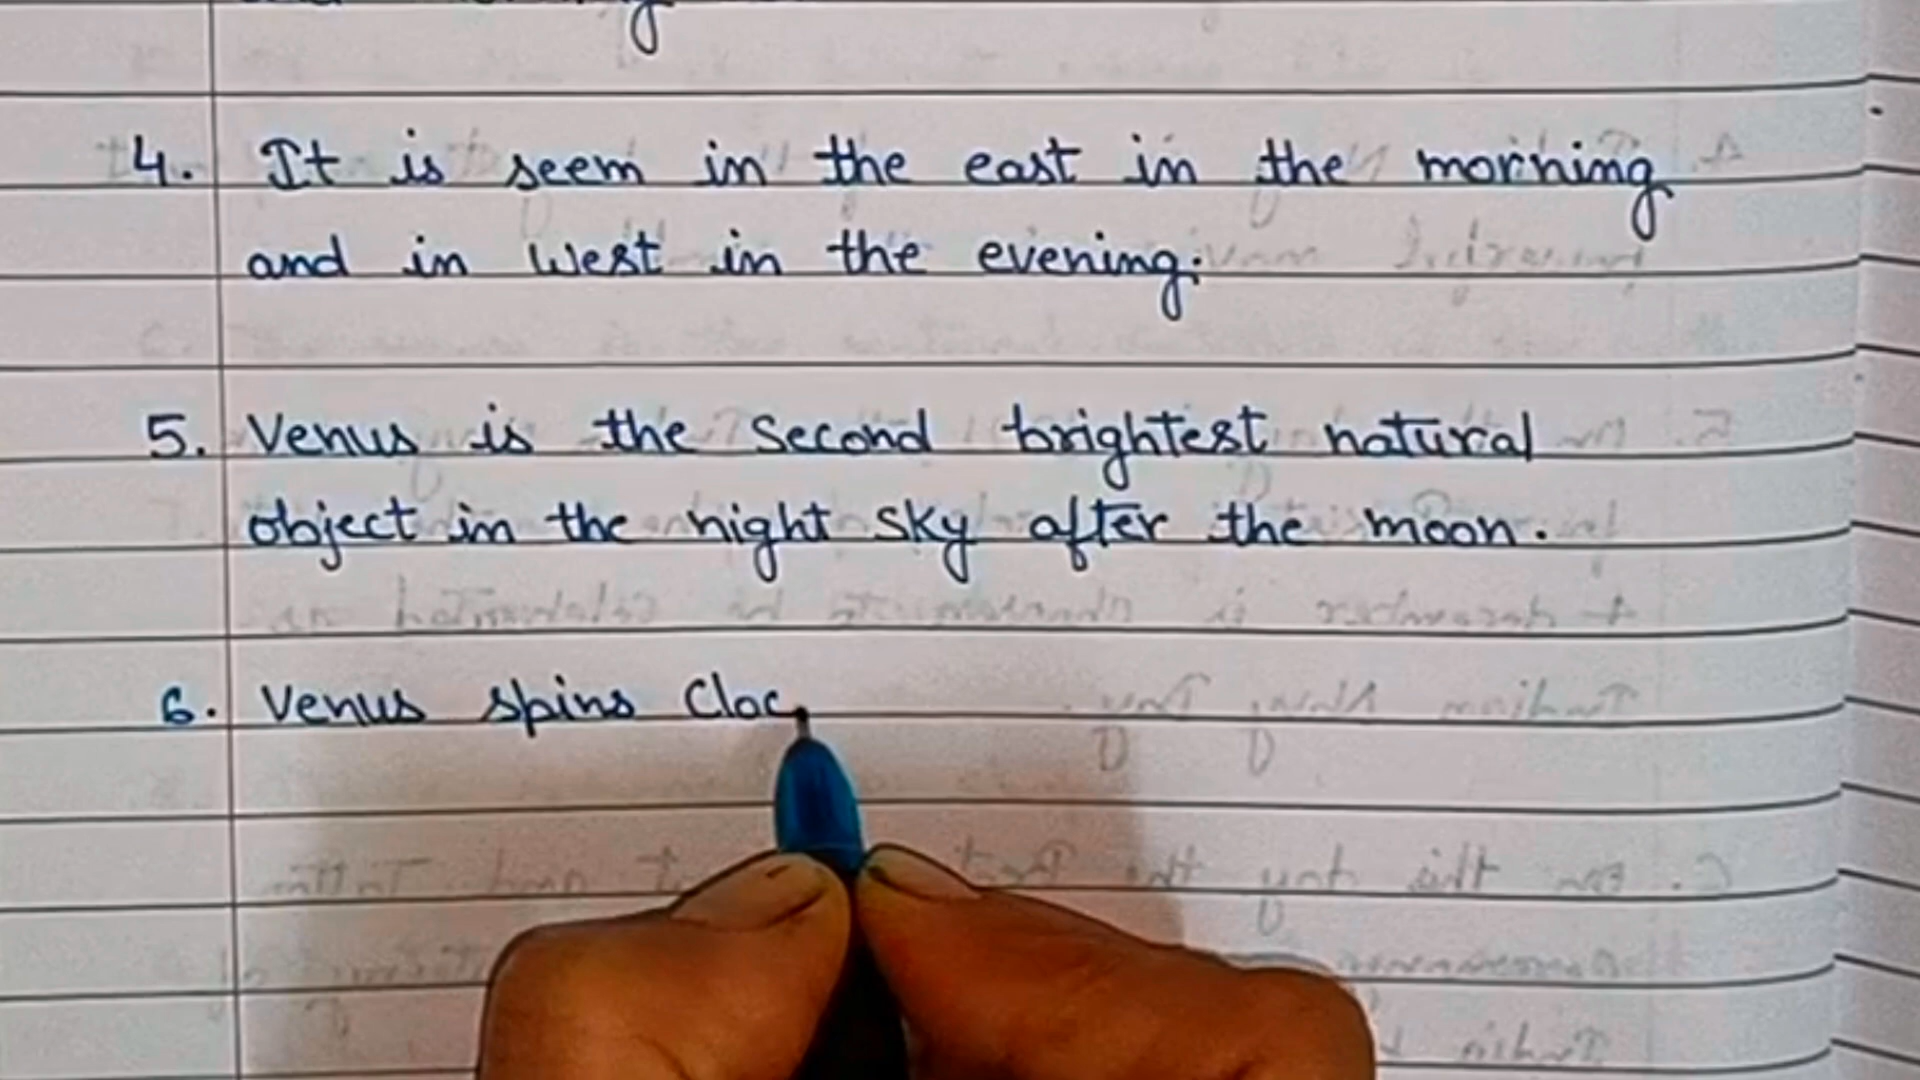 4. It is seem in the east in the morning
and in west in the evening.
5. Venus is the second brightest natural
object in the night sky after the moon.
6. Venus spins Cloc